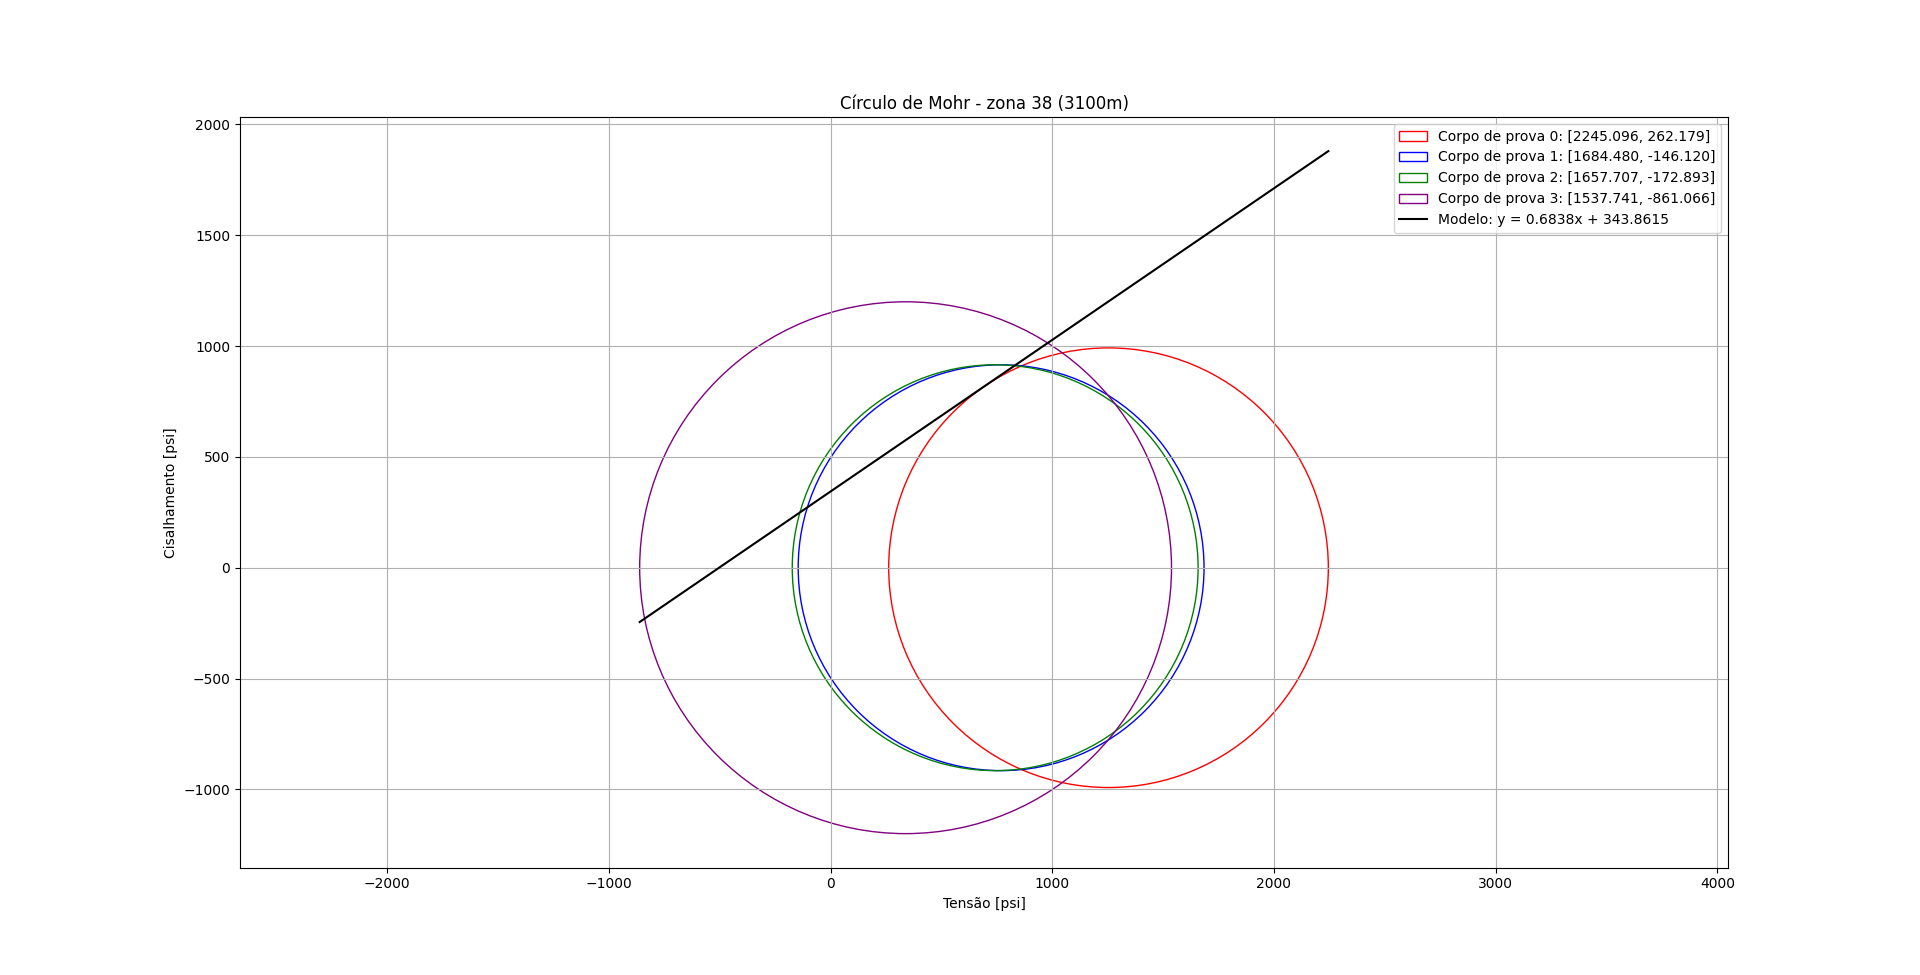 Círculo de Mohr - zona 38 (3100m)
Corpo de prova 0: [2245.096, 262.179]
Corpo de prova 1: [1684.480, -146.120]
Corpo de prova 2: [1657.707, -172.893]
Corpo de prova 3: [1537.741, -861.066]
Modelo: y = 0.6838x + 343.8615
Cisalhamento [psi]
2000
1500
1000
500
0
−500
−1000
−2000
−1000
0
1000
2000
3000
4000
Tensão [psi]